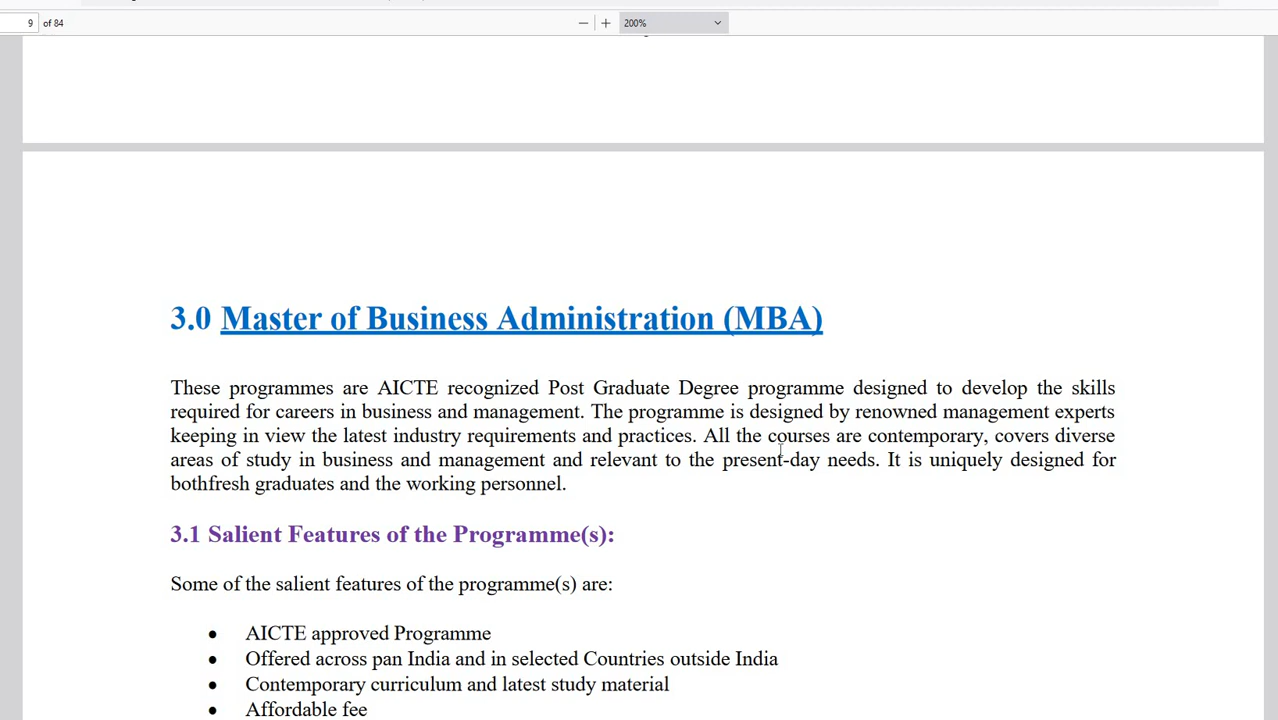 9 of 84
200%
3.0 Master of Business Administration (MBA)
These programmes are AICTE recognized Post Graduate Degree programme designed to develop the skills
required for careers in business and management. The programme is designed by renowned management experts
keeping in view the latest industry requirements and practices. All the courses are contemporary, covers diverse
areas of study in business and management and relevant to the present-day needs. It is uniquely designed for
bothfresh graduates and the working personnel.
3.1 Salient Features of the Programme(s):
Some of the salient features of the programme(s) are:
• AICTE approved Programme
• Offered across pan India and in selected Countries outside India
• Contemporary curriculum and latest study material
• Affordable fee